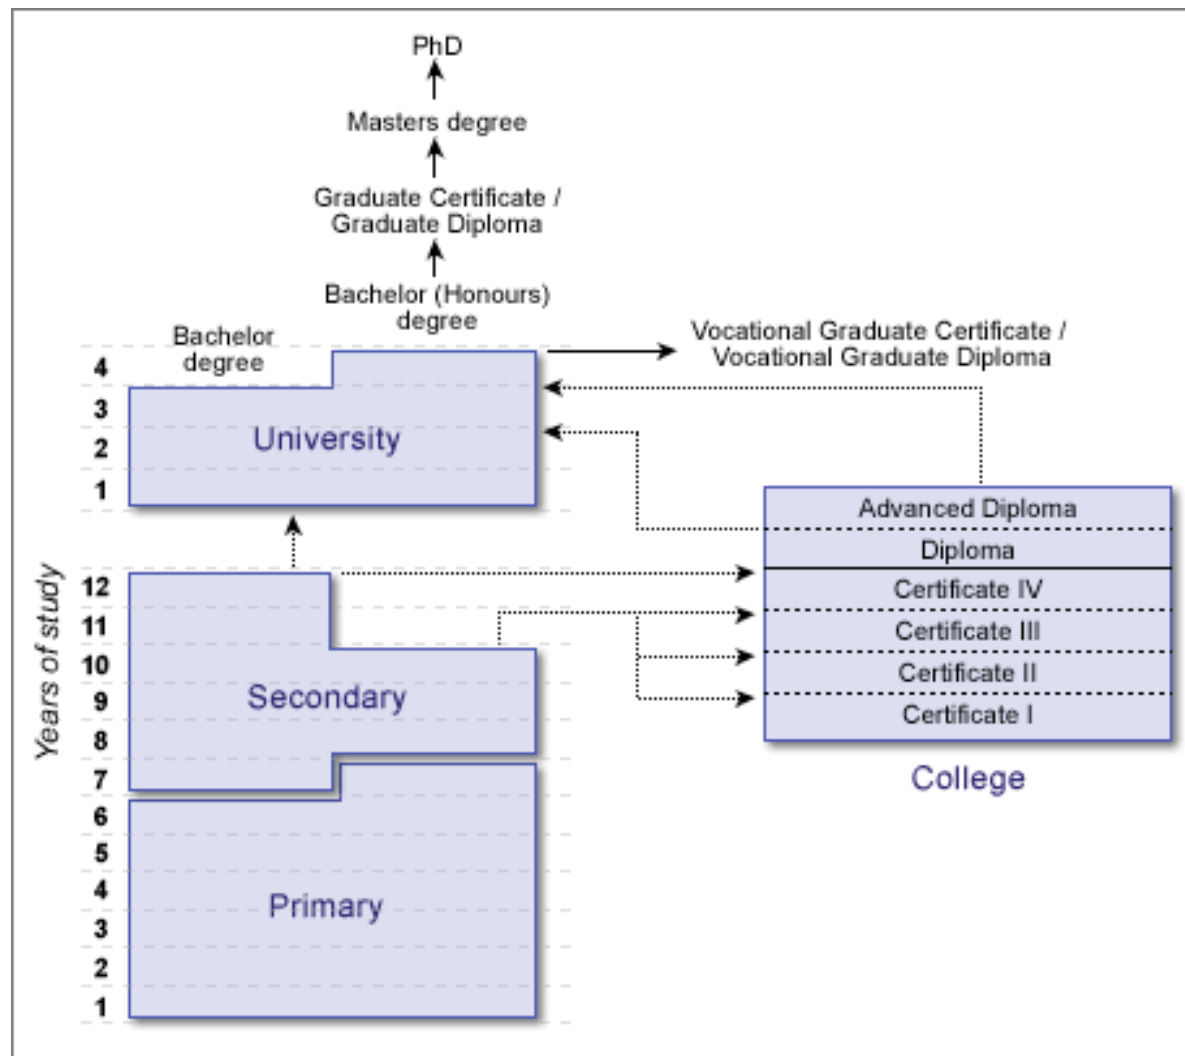 PhD
Masters degree
Graduate Certificate /
Graduate Diploma
Bachelor (Honours)
degree
Bachelor
degree
Vocational Graduate Certificate /
Vocational Graduate Diploma
4
3
2
1
University
Advanced Diploma
Diploma
Certificate IV
Certificate III
Certificate II
Certificate I
College
Years of study
12
11
10
9
8
7
6
5
4
3
2
1
Secondary
Primary